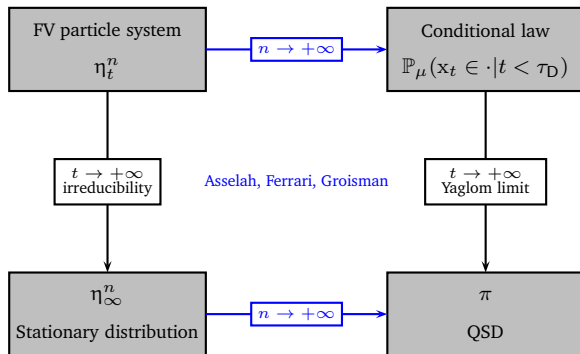 FV particle system
η_t^n
n → +∞
Conditional law
ℙ_μ(x_t ∈ ·|t < τ_D)
t → +∞
irreducibility
Asselah, Ferrari, Groisman
t → +∞
Yaglom limit
η_∞^n
Stationary distribution
n → +∞
π
QSD